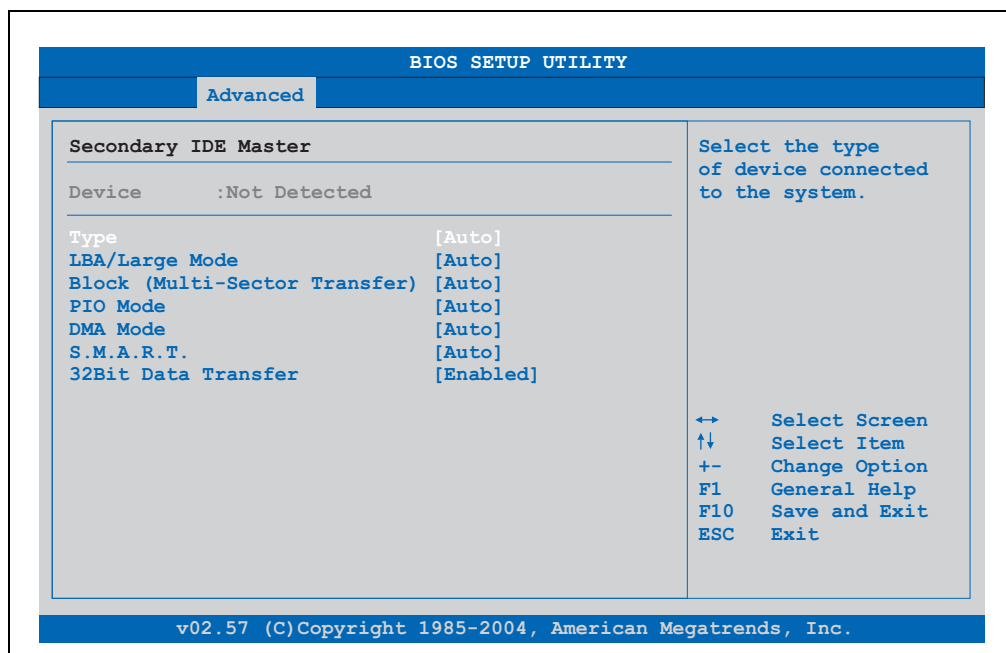 BIOS SETUP UTILITY
Advanced
Secondary IDE Master
Device :Not Detected
Type [Auto]
LBA/Large Mode [Auto]
Block (Multi-Sector Transfer) [Auto]
PIO Mode [Auto]
DMA Mode [Auto]
S.M.A.R.T. [Auto]
32Bit Data Transfer [Enabled]
Select the type
of device connected
to the system.
↔ Select Screen
↑↓ Select Item
+- Change Option
F1 General Help
F10 Save and Exit
ESC Exit
v02.57 (C)Copyright 1985-2004, American Megatrends, Inc.